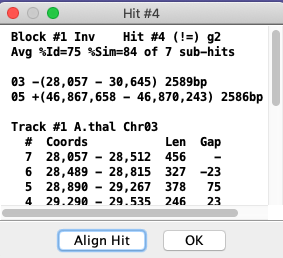 Hit #4
Block #1 Inv    Hit #4 (!=) g2
Avg %Id=75 %Sim=84 of 7 sub-hits
03 -(28,057 - 30,645) 2589bp
05 +(46,867,658 - 46,870,243) 2586bp
Track #1 A.thal Chr03
#  Coords           Len  Gap
7  28,057 - 28,512  456    -
6  28,489 - 28,815  327  -23
5  28,890 - 29,267  378   75
4  29,290 - 29,535  246   23
Align Hit    OK